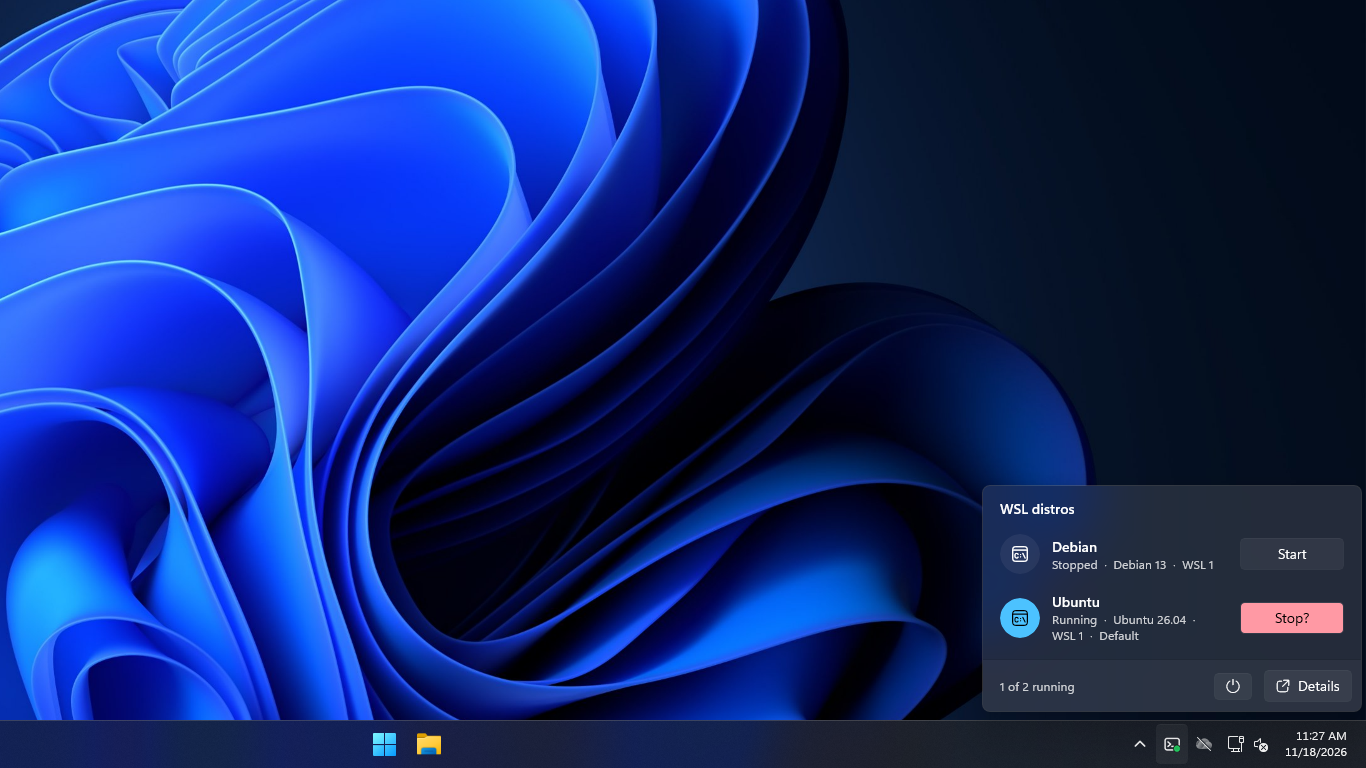 WSL distros
Debian
Stopped · Debian 13 · WSL 1
Start
Ubuntu
Running · Ubuntu 26.04 ·
WSL 1 · Default
Stop?
1 of 2 running
Details
11:27 AM
11/18/2026